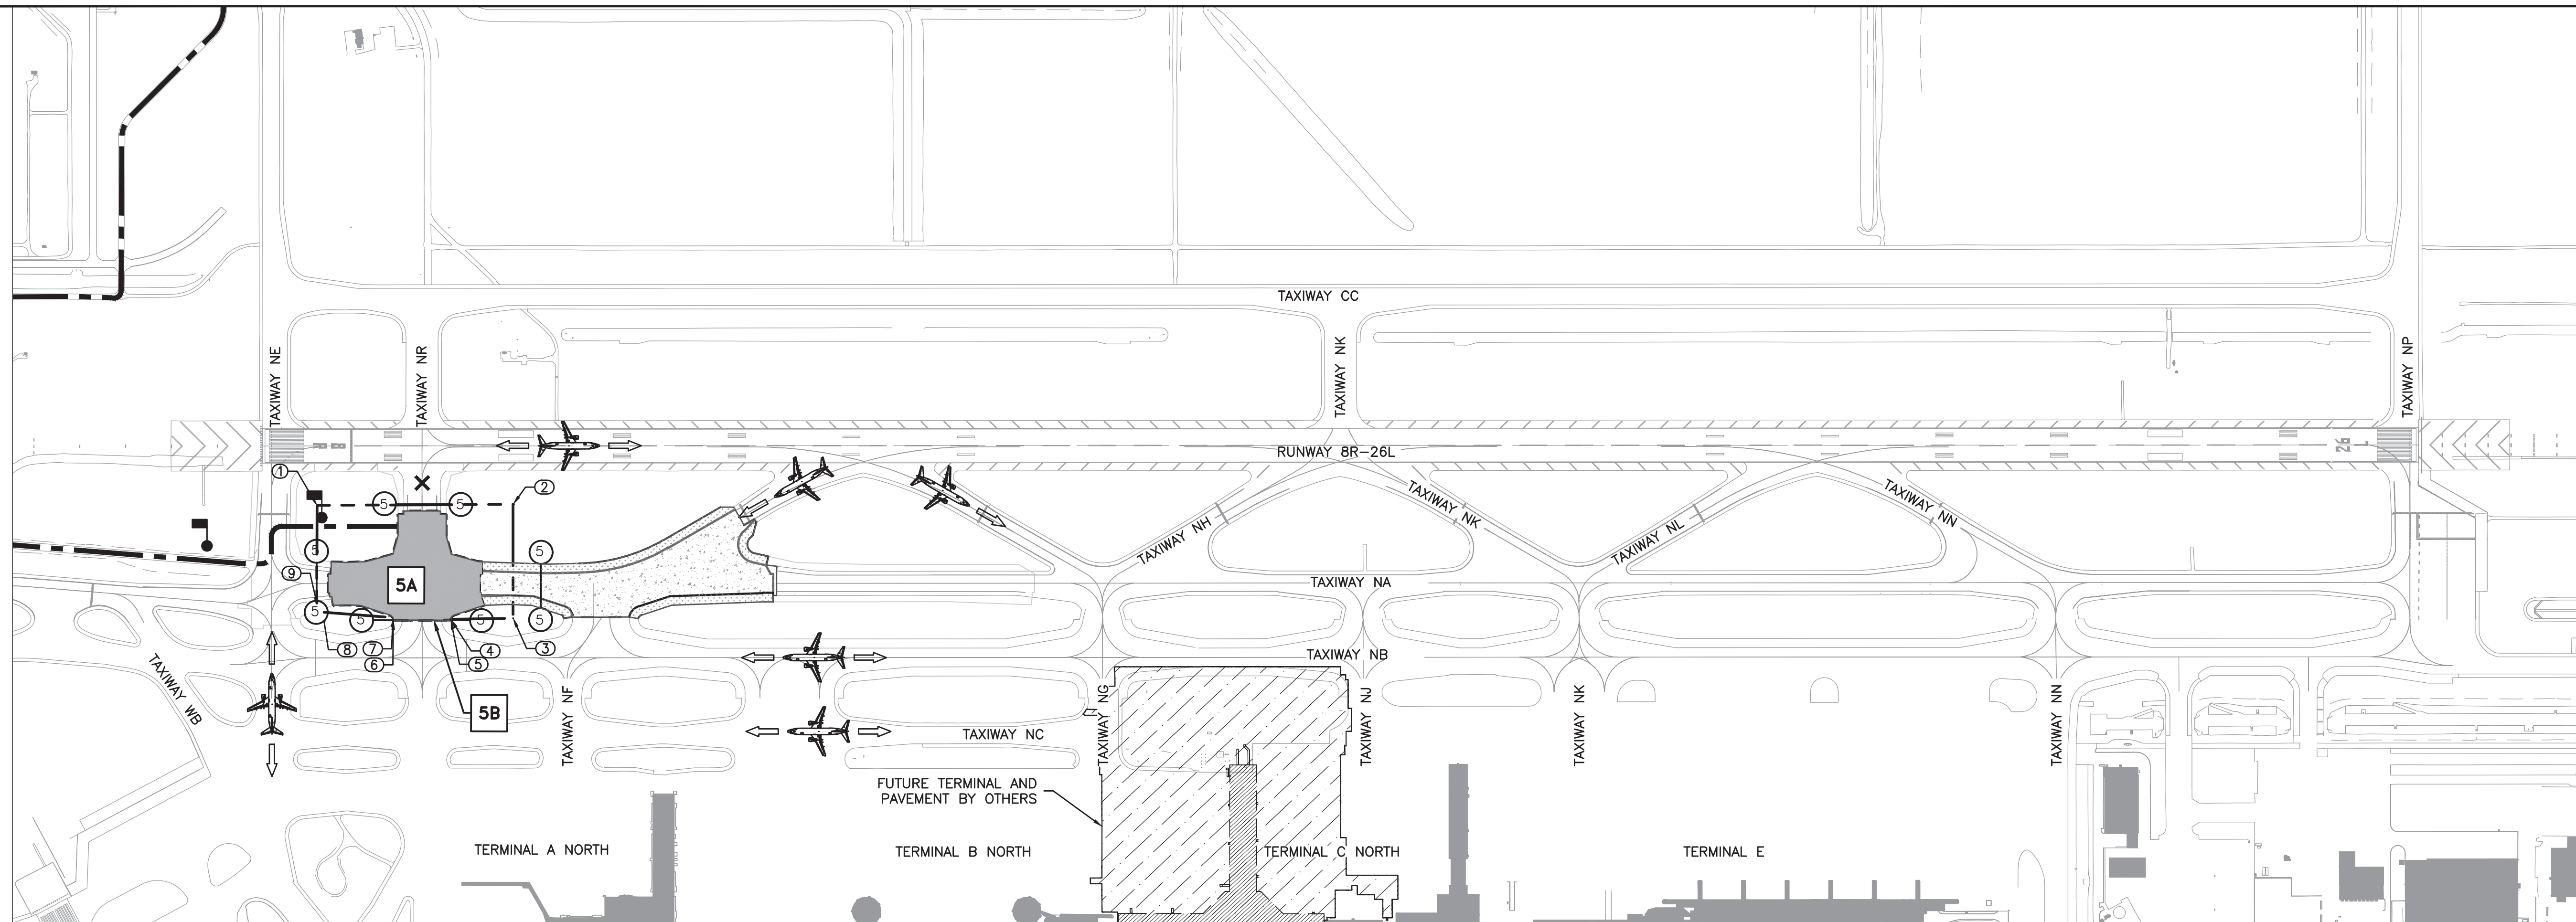 TAXIWAY CC
TAXIWAY NE
TAXIWAY NR
TAXIWAY NK
TAXIWAY NP
RUNWAY 8R-26L
26
1
2
5
5
5
5
5
5
5
5
9
5A
TAXIWAY NH
TAXIWAY NK
TAXIWAY NL
TAXIWAY NN
TAXIWAY NA
8
7
6
4
5
3
TAXIWAY NB
TAXIWAY WB
5B
TAXIWAY NF
TAXIWAY NG
TAXIWAY NJ
TAXIWAY NK
TAXIWAY NN
TAXIWAY NC
FUTURE TERMINAL AND
PAVEMENT BY OTHERS
TERMINAL A NORTH
TERMINAL B NORTH
TERMINAL C NORTH
TERMINAL E